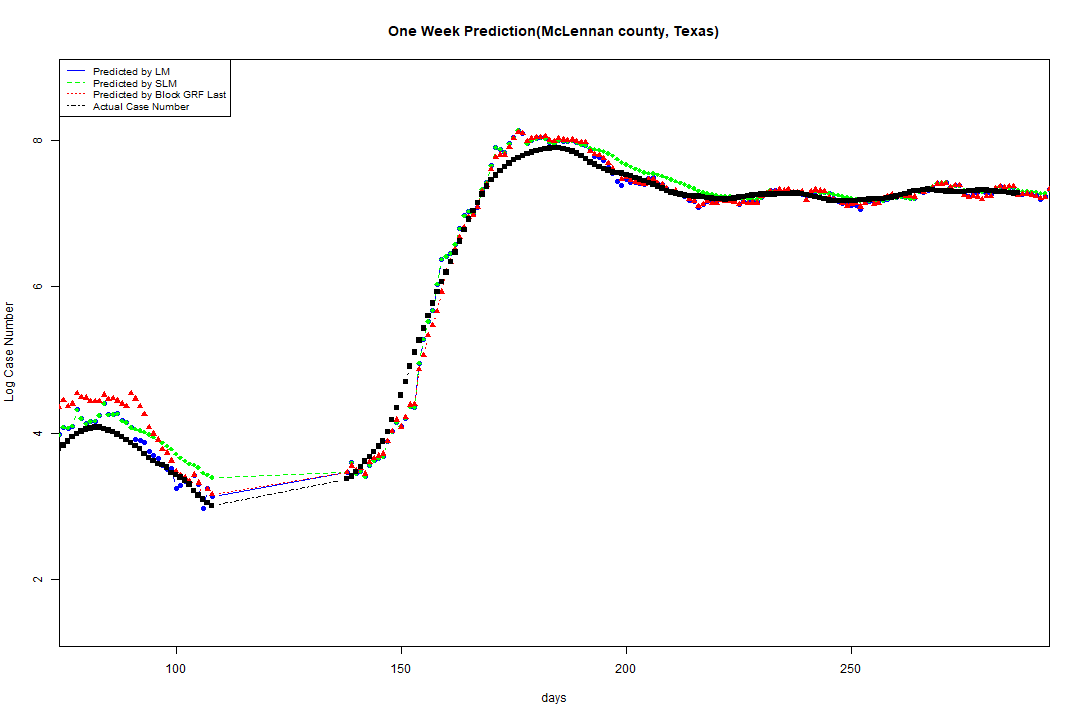 One Week Prediction(McLennan county, Texas)
Predicted by LM
Predicted by SLM
Predicted by Block GRF Last
Actual Case Number
8
6
4
2
Log Case Number
100 150 200 250
days